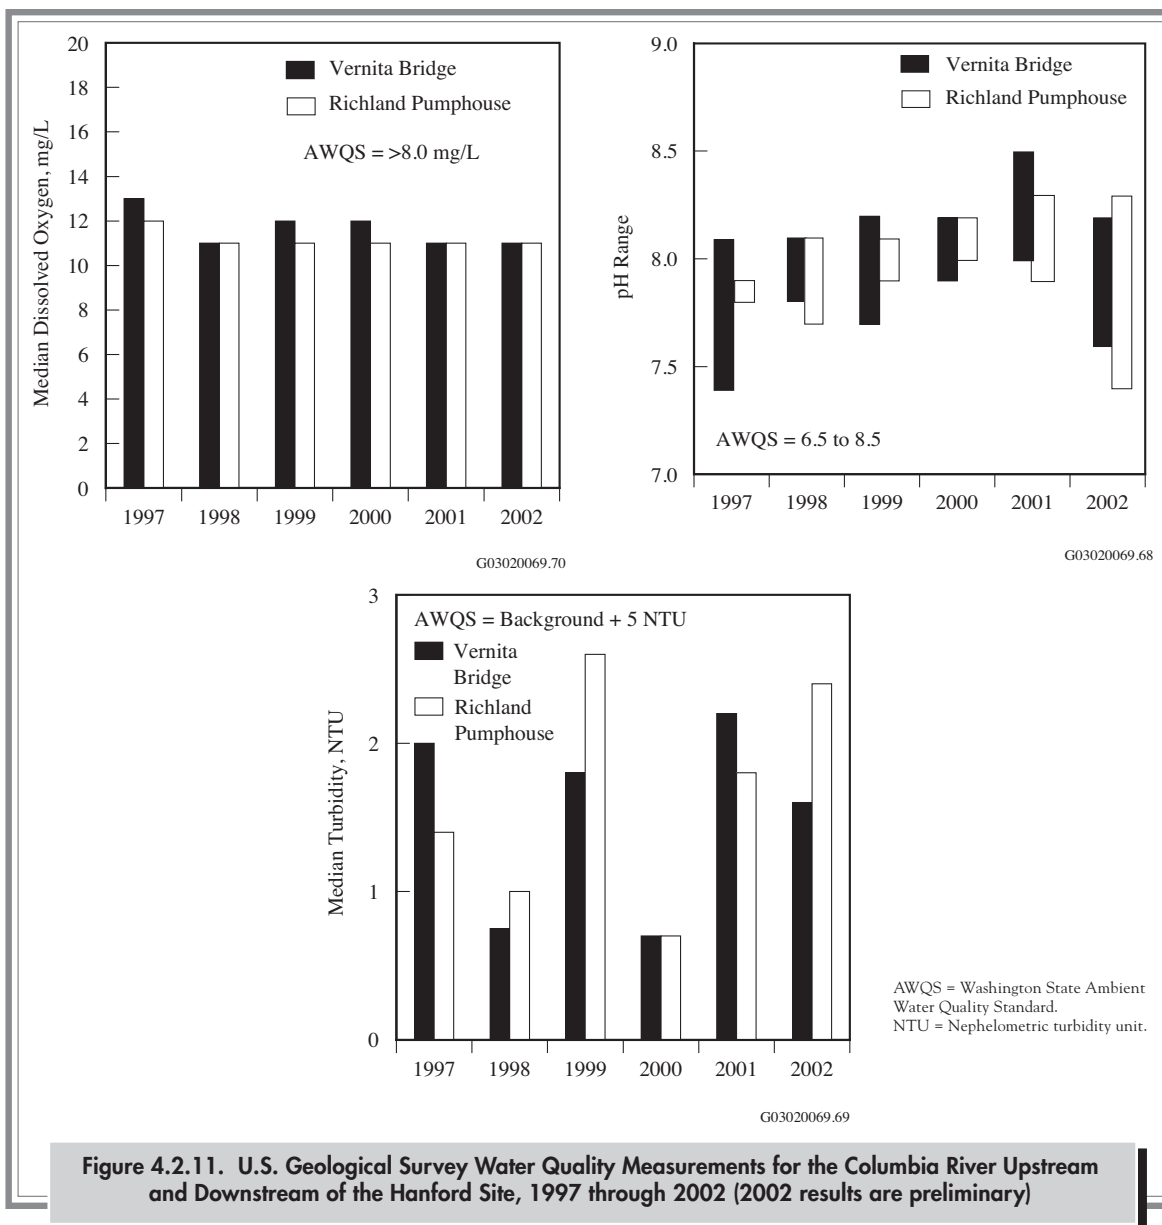 20
18
16
14
12
10
8
6
4
2
0
Median Dissolved Oxygen, mg/L
Vernita Bridge
Richland Pumphouse
AWQS = >8.0 mg/L
1997 1998 1999 2000 2001 2002
G03020069.70
9.0
8.5
8.0
7.5
7.0
pH Range
Vernita Bridge
Richland Pumphouse
AWQS = 6.5 to 8.5
1997 1998 1999 2000 2001 2002
G03020069.68
3
2
1
0
Median Turbidity, NTU
AWQS = Background + 5 NTU
Vernita
Bridge
Richland
Pumphouse
1997 1998 1999 2000 2001 2002
G03020069.69
AWQS = Washington State Ambient
Water Quality Standard.
NTU = Nephelometric turbidity unit.
Figure 4.2.11. U.S. Geological Survey Water Quality Measurements for the Columbia River Upstream
and Downstream of the Hanford Site, 1997 through 2002 (2002 results are preliminary)